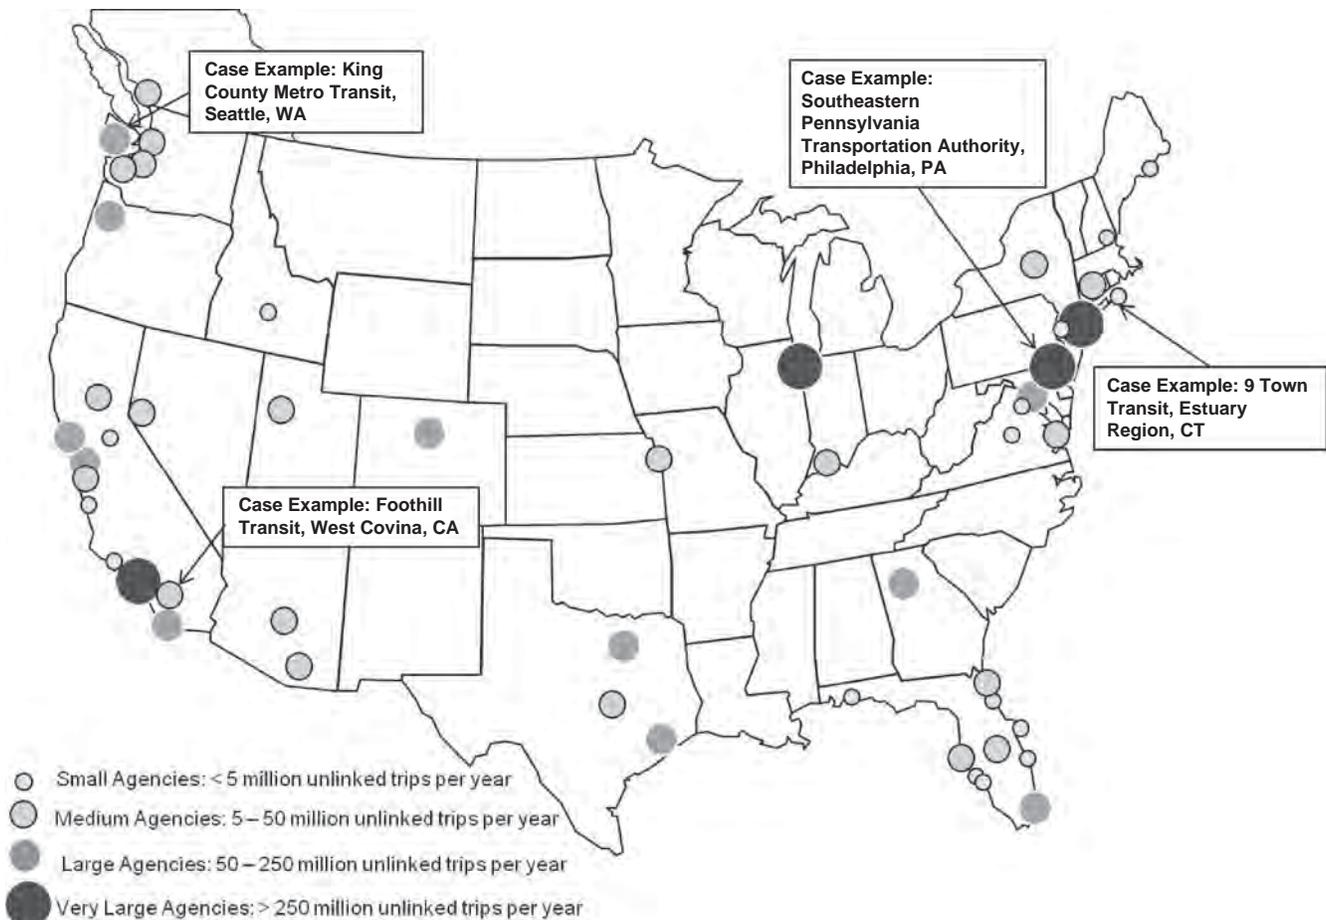 Case Example: King
County Metro Transit,
Seattle, WA
Case Example:
Southeastern
Pennsylvania
Transportation Authority,
Philadelphia, PA
Case Example: 9 Town
Transit, Estuary
Region, CT
Case Example: Foothill
Transit, West Covina, CA
Small Agencies: < 5 million unlinked trips per year
Medium Agencies: 5 – 50 million unlinked trips per year
Large Agencies: 50 – 250 million unlinked trips per year
Very Large Agencies: > 250 million unlinked trips per year